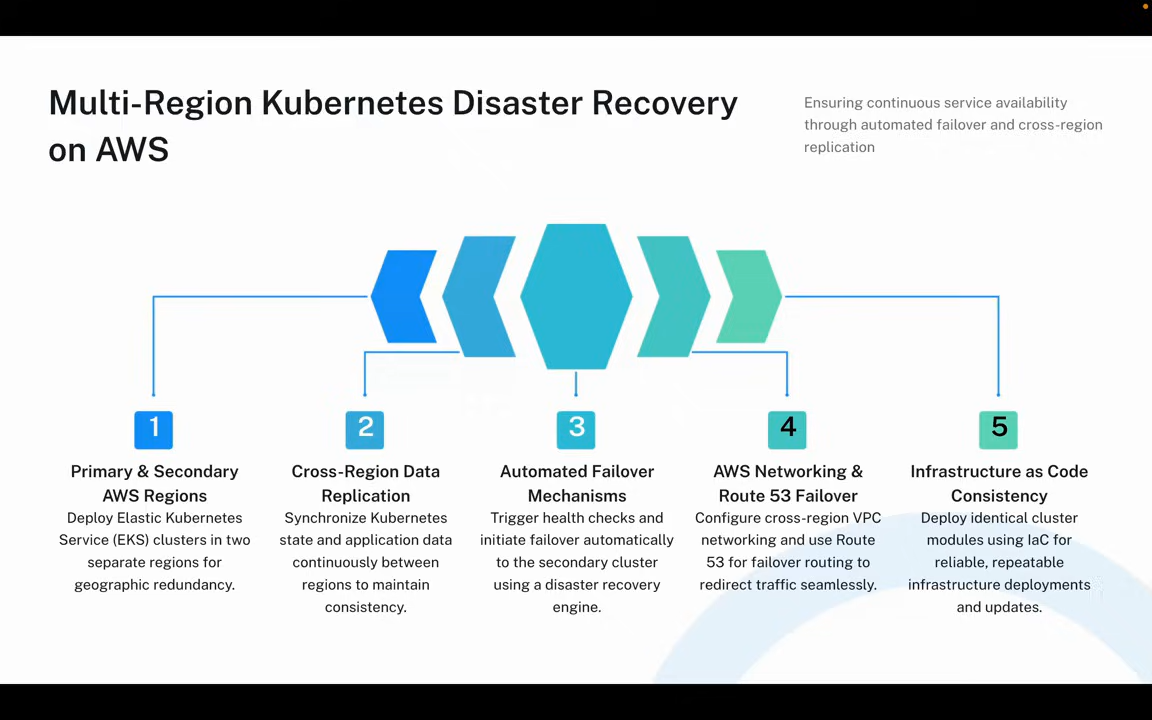 Multi-Region Kubernetes Disaster Recovery
on AWS
Ensuring continuous service availability
through automated failover and cross-region
replication
1
Primary & Secondary
AWS Regions
Deploy Elastic Kubernetes
Service (EKS) clusters in two
separate regions for
geographic redundancy.
2
Cross-Region Data
Replication
Synchronize Kubernetes
state and application data
continuously between
regions to maintain
consistency.
3
Automated Failover
Mechanisms
Trigger health checks and
initiate failover automatically
to the secondary cluster
using a disaster recovery
engine.
4
AWS Networking &
Route 53 Failover
Configure cross-region VPC
networking and use Route
53 for failover routing to
redirect traffic seamlessly.
5
Infrastructure as Code
Consistency
Deploy identical cluster
modules using IaC for
reliable, repeatable
infrastructure deployments
and updates.